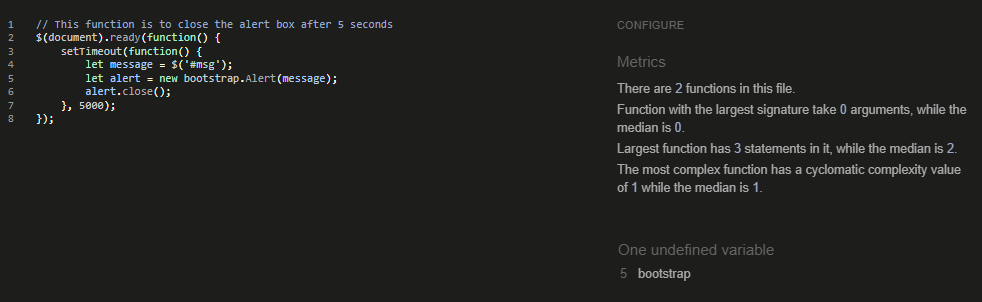 1 // This function is to close the alert box after 5 seconds
2 $(document).ready(function() {
3 setTimeout(function() {
4 let message = $('#msg');
5 let alert = new bootstrap.Alert(message);
6 alert.close();
7 }, 5000);
8 });
CONFIGURE
Metrics
There are 2 functions in this file.
Function with the largest signature take 0 arguments, while the
median is 0.
Largest function has 3 statements in it, while the median is 2.
The most complex function has a cyclomatic complexity value
of 1 while the median is 1.
One undefined variable
5 bootstrap